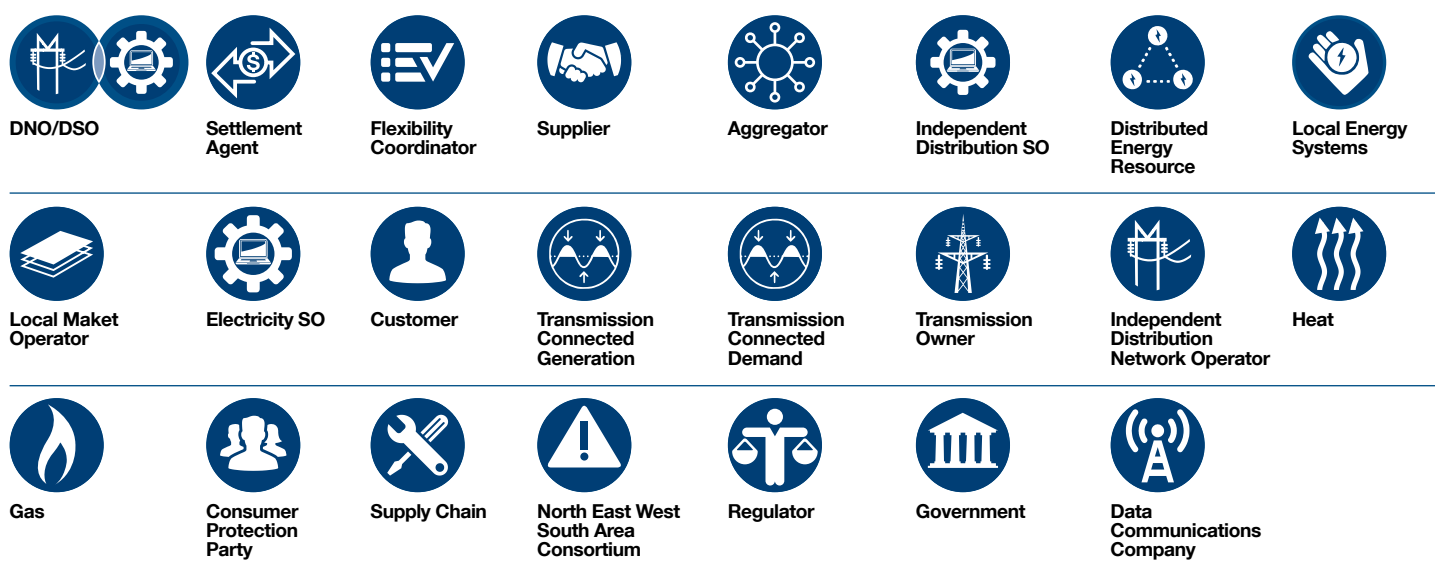 DNO/DSO
Settlement
Agent
Flexibility
Coordinator
Supplier
Aggregator
Independent
Distribution SO
Distributed
Energy
Resource
Local Energy
Systems
Local Maket
Operator
Electricity SO
Customer
Transmission
Connected
Generation
Transmission
Connected
Demand
Transmission
Owner
Independent
Distribution
Network Operator
Heat
Gas
Consumer
Protection
Party
Supply Chain
North East West
South Area
Consortium
Regulator
Government
Data
Communications
Company